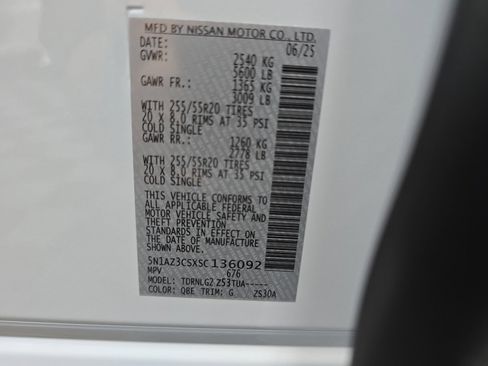 MFD BY NISSAN MOTOR CO., LTD.
DATE: 06/25
GVWR: 2540 KG
5600 LB
GAWR FR.: 1365 KG
3009 LB
WITH 255/55R20 TIRES
20 X 8.0 RIMS AT 35 PSI
COLD SINGLE
GAWR RR.: 1260 KG
2778 LB
WITH 255/55R20 TIRES
20 X 8.0 RIMS AT 35 PSI
COLD SINGLE
THIS VEHICLE CONFORMS TO
ALL APPLICABLE FEDERAL
MOTOR VEHICLE SAFETY AND
THEFT PREVENTION
STANDARDS IN EFFECT ON
THE DATE OF MANUFACTURE
SHOWN ABOVE.
5N1AZ3CSXSC136092
MPV 676
MODEL: TDRNLG2 Z53TUA-----
COLOR: QBE TRIM: G ZS30A